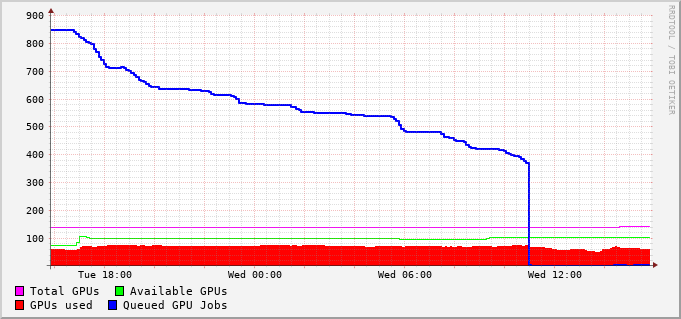 900
800
700
600
500
400
300
200
100
Tue 18:00 Wed 00:00 Wed 06:00 Wed 12:00
Total GPUs Available GPUs
GPUs used Queued GPU Jobs
RRDTOOL / TOBI OETIKER